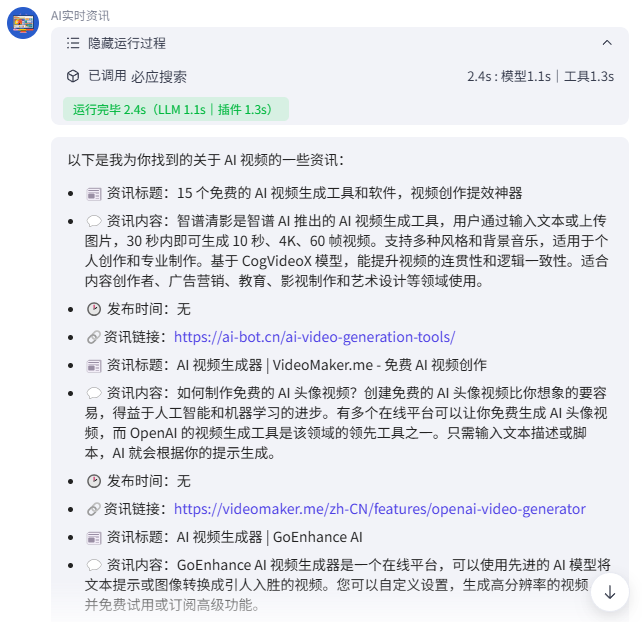 AI实时资讯
隐藏运行过程
已调用 必应搜索 2.4s : 模型1.1s | 工具1.3s
运行完毕 2.4s（LLM 1.1s | 插件 1.3s）
以下是我为你找到的关于 AI 视频的一些资讯：
资讯标题：15 个免费的 AI 视频生成工具和软件，视频创作提效神器
资讯内容：智谱清影是智谱 AI 推出的 AI 视频生成工具，用户通过输入文本或上传
图片，30 秒内即可生成 10 秒、4K、60 帧视频。支持多种风格和背景音乐，适用于个
人创作和专业制作。基于 CogVideoX 模型，能提升视频的连贯性和逻辑一致性。适合
内容创作者、广告营销、教育、影视制作和艺术设计等领域使用。
发布时间：无
资讯链接：https://ai-bot.cn/ai-video-generation-tools/
资讯标题：AI 视频生成器 | VideoMaker.me - 免费 AI 视频创作
资讯内容：如何制作免费的 AI 头像视频？创建免费的 AI 头像视频比你想象的要容
易，得益于人工智能和机器学习的进步。有多个在线平台可以让你免费生成 AI 头像视
频，而 OpenAI 的视频生成工具是该领域的领先工具之一。只需输入文本描述或脚
本，AI 就会根据你的提示生成。
发布时间：无
资讯链接：https://videomaker.me/zh-CN/features/openai-video-generator
资讯标题：AI 视频生成器 | GoEnhance AI
资讯内容：GoEnhance AI 视频生成器是一个在线平台，可以使用先进的 AI 模型将
文本提示或图像转换成引人入胜的视频。您可以自定义设置，生成高分辨率的视频
并免费试用或订阅高级功能。